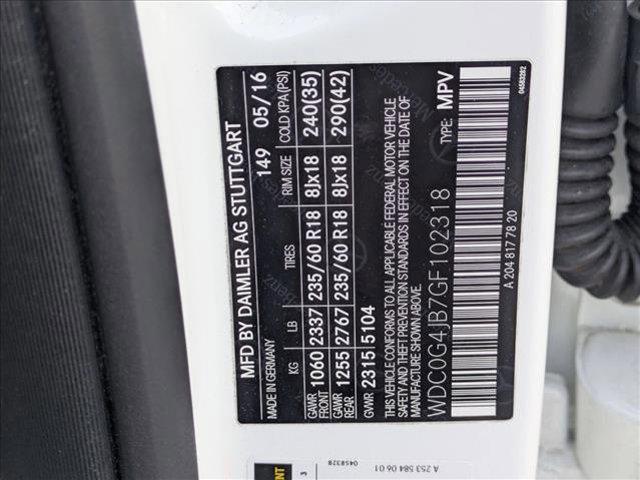 MFD BY DAIMLER AG STUTTGART
MADE IN GERMANY 149 05/16
KG LB TIRES RIM SIZE COLD KPA(PSI)
GAWR FRONT 1060 2337 235/60 R18 8Jx18 240(35)
GAWR REAR 1255 2767 235/60 R18 8Jx18 290(42)
GVWR 2315 5104
THIS VEHICLE CONFORMS TO ALL APPLICABLE FEDERAL MOTOR VEHICLE
SAFETY AND THEFT PREVENTION STANDARDS IN EFFECT ON THE DATE OF
MANUFACTURE SHOWN ABOVE.
TYPE: MPV
WDC0G4JB7GF102318
A 204 817 78 20
04583282
0458328
A 253 584 06 01
3